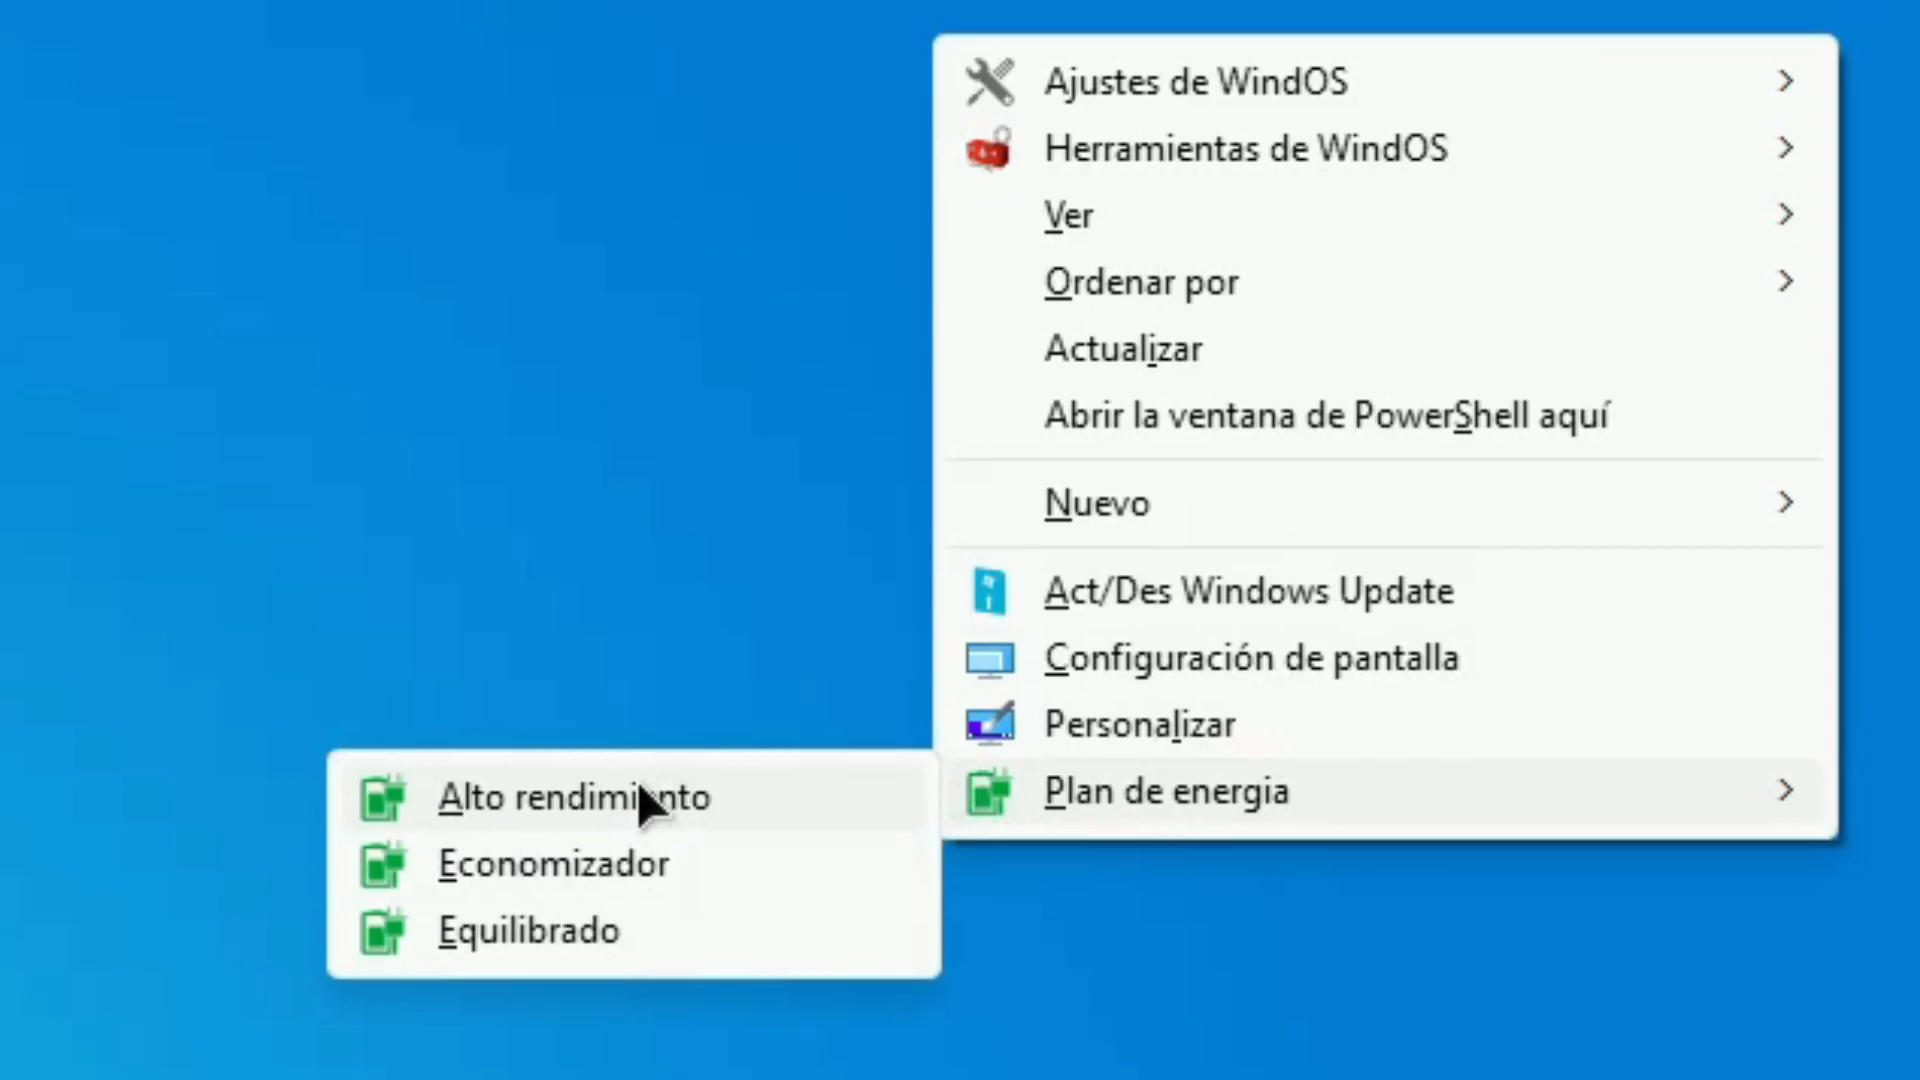 Ajustes de WindOS
Herramientas de WindOS
Ver
Ordenar por
Actualizar
Abrir la ventana de PowerShell aquí
Nuevo
Act/Des Windows Update
Configuración de pantalla
Personalizar
Plan de energia
Alto rendimiento
Economizador
Equilibrado